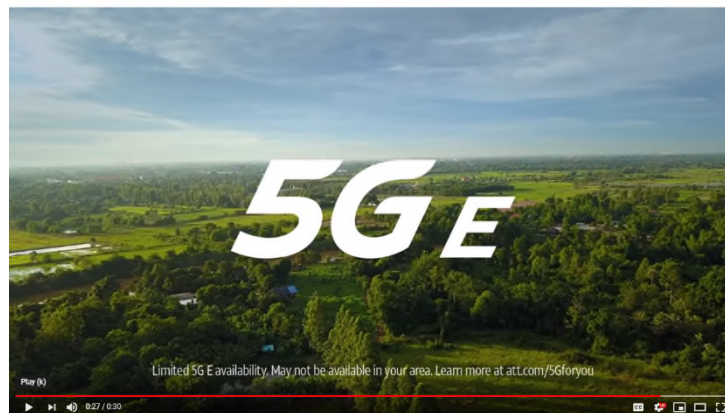 5G E
Limited 5G E availability. May not be available in your area. Learn more at att.com/5Gforyou
Play (k)
0:27 / 0:30
CC